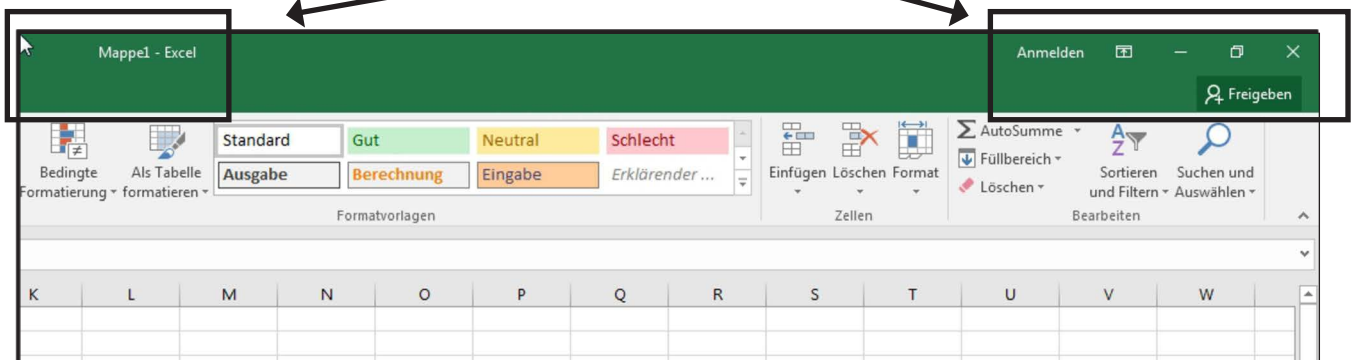 Mappe1 - Excel
Anmelden
Freigeben
Bedingte Formatierung
Als Tabelle formatieren
Standard Gut Neutral Schlecht
Ausgabe Berechnung Eingabe Erklärender ...
Formatvorlagen
Einfügen Löschen Format
Zellen
AutoSumme
Füllbereich
Löschen
Sortieren und Filtern
Suchen und Auswählen
Bearbeiten
K L M N O P Q R S T U V W